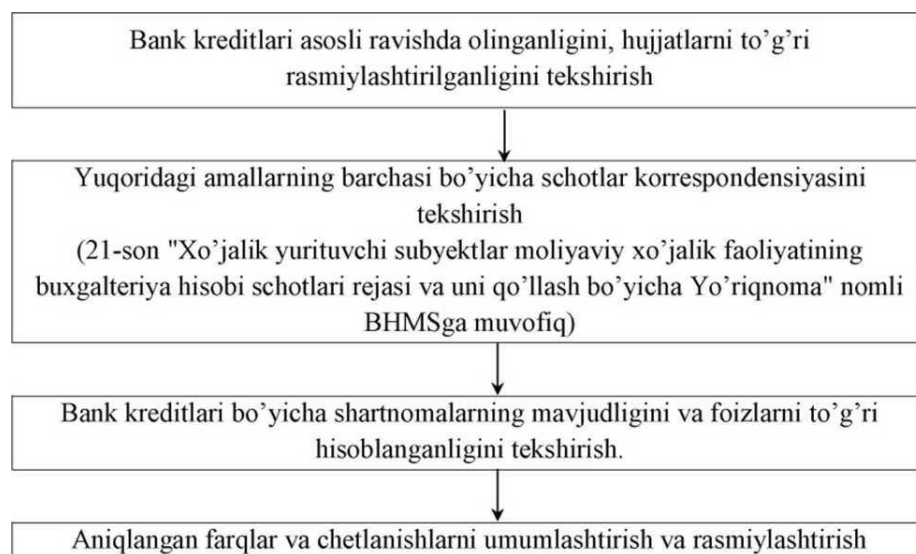 Bank kreditlari asosli ravishda olinganligini, hujjatlarni to’g’ri
rasmiylashtirilganligini tekshirish
Yuqoridagi amallarning barchasi bo’yicha schotlar korrespondensiyasini
tekshirish
(21-son "Xo’jalik yurituvchi subyektlar moliyaviy xo’jalik faoliyatining
buxgalteriya hisobi schotlari rejasi va uni qo’llash bo’yicha Yo’riqnoma" nomli
BHMSga muvofiq)
Bank kreditlari bo’yicha shartnomalarning mavjudligini va foizlarni to’g’ri
hisoblanganligini tekshirish.
Aniqlangan farqlar va chetlanishlarni umumlashtirish va rasmiylashtirish